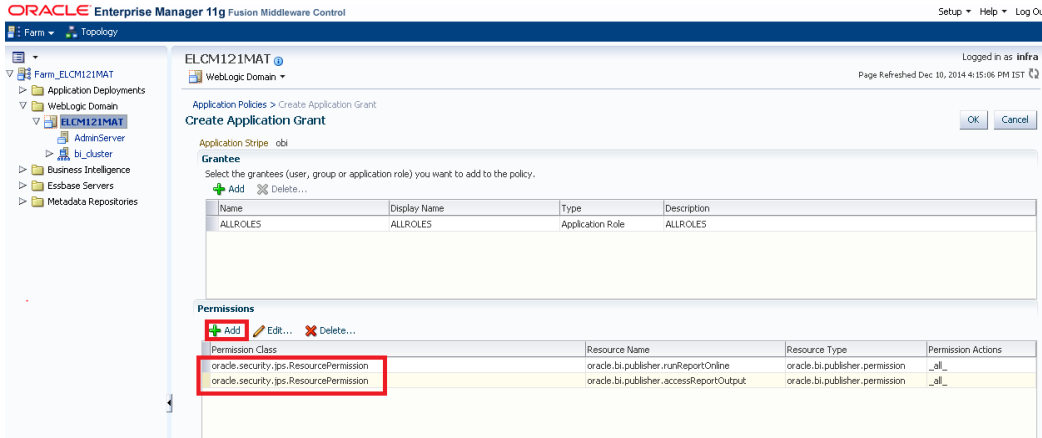 ORACLE Enterprise Manager 11g Fusion Middleware Control
Setup Help Log Ou
Farm Topology
Farm_ELCM121MAT
Application Deployments
WebLogic Domain
ELCM121MAT
AdminServer
bi_cluster
Business Intelligence
Essbase Servers
Metadata Repositories
ELCM121MAT
Logged in as infra
WebLogic Domain
Page Refreshed Dec 10, 2014 4:15:06 PM IST
Application Policies > Create Application Grant
Create Application Grant
OK Cancel
Application Stripe obi
Grantee
Select the grantees (user, group or application role) you want to add to the policy.
Add Delete...
Name Display Name Type Description
ALLROLES ALLROLES Application Role ALLROLES
Permissions
Add Edit... Delete...
Permission Class Resource Name Resource Type Permission Actions
oracle.security.jps.ResourcePermission oracle.bi.publisher.runReportOnline oracle.bi.publisher.permission _all_
oracle.security.jps.ResourcePermission oracle.bi.publisher.accessReportOutput oracle.bi.publisher.permission _all_